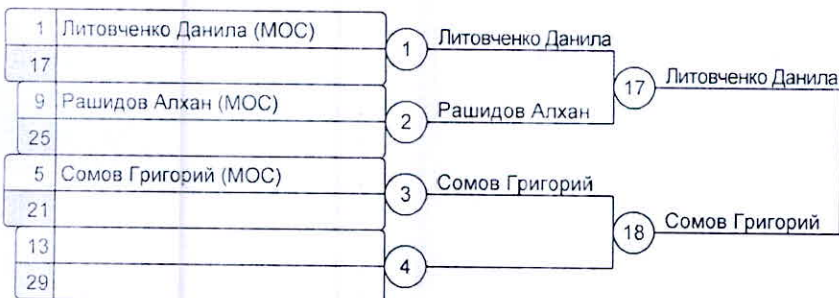 1 Литовченко Данила (МОС)
17
1 Литовченко Данила
9 Рашидов Алхан (МОС)
25
2 Рашидов Алхан
17 Литовченко Данила
5 Сомов Григорий (МОС)
21
3 Сомов Григорий
13
29
4
18 Сомов Григорий